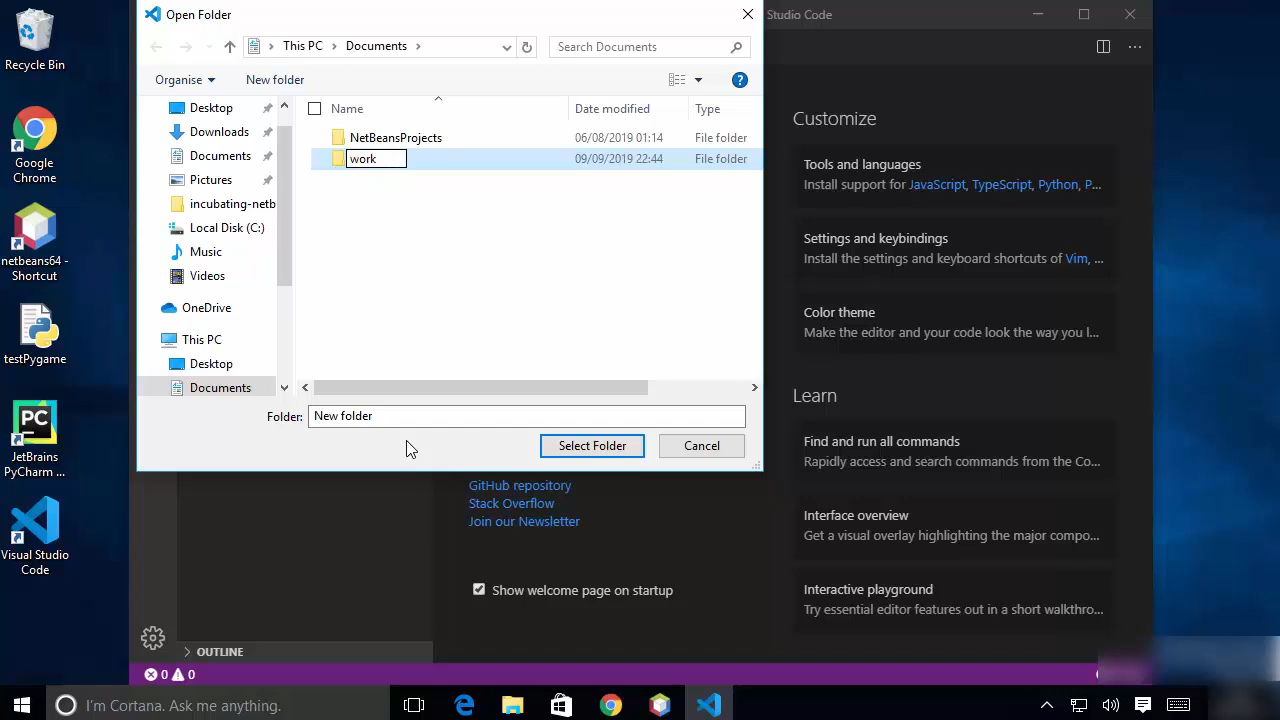 Recycle Bin
Google
Chrome
netbeans64 -
Shortcut
testPygame
PC
JetBrains
PyCharm ...
Visual Studio
Code
Open Folder
This PC
Documents
Search Documents
Organise
New folder
?
Desktop
Downloads
Documents
Pictures
incubating-netb
Local Disk (C:)
Music
Videos
OneDrive
This PC
Desktop
Documents
Name
Date modified
Type
NetBeansProjects
06/08/2019 01:14
File folder
work
09/09/2019 22:44
File folder
Folder:
New folder
Select Folder
Cancel
Studio Code
Customize
Tools and languages
Install support for JavaScript, TypeScript, Python, P...
Settings and keybindings
Install the settings and keyboard shortcuts of Vim, ...
Color theme
Make the editor and your code look the way you l...
Learn
Find and run all commands
Rapidly access and search commands from the Co...
Interface overview
Get a visual overlay highlighting the major compo...
Interactive playground
Try essential editor features out in a short walkthro...
GitHub repository
Stack Overflow
Join our Newsletter
Show welcome page on startup
OUTLINE
0
0
I'm Cortana. Ask me anything.